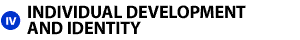 IV INDIVIDUAL DEVELOPMENT
AND IDENTITY